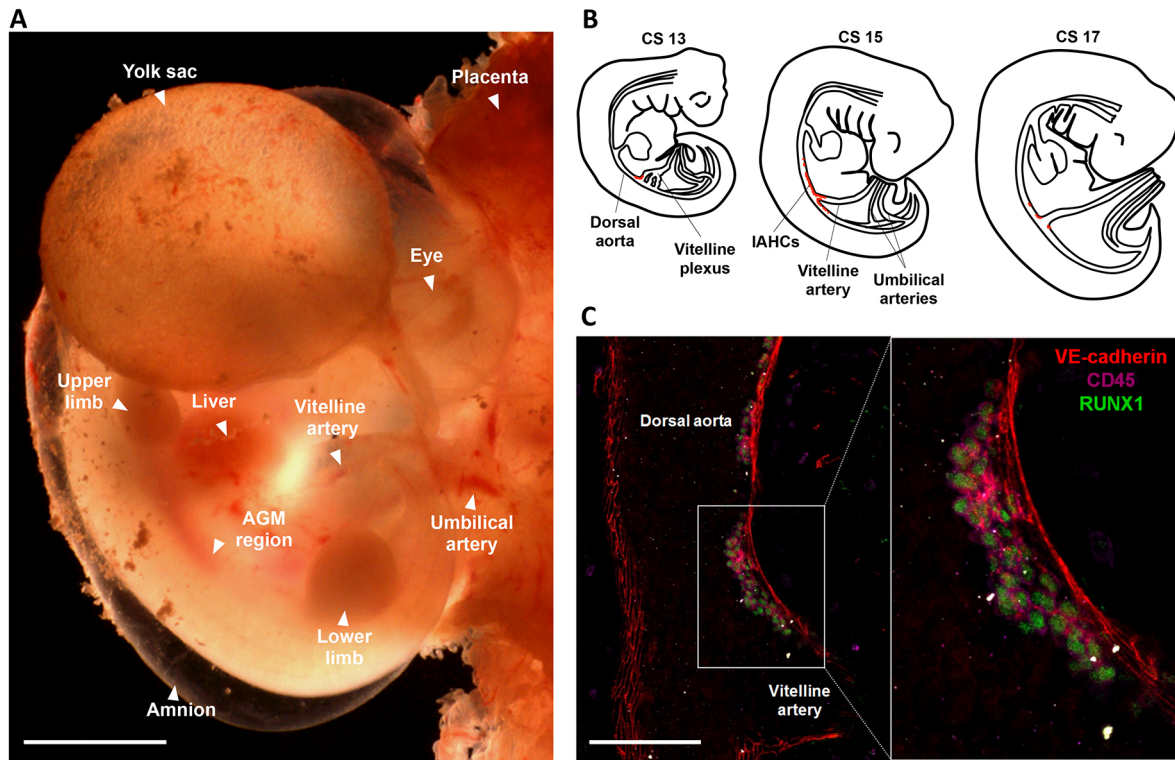 A
Yolk sac
Placenta
Eye
Upper
limb
Liver
Vitelline
artery
AGM
region
Umbilical
artery
Lower
limb
Amnion
B
CS 13
CS 15
CS 17
Dorsal
aorta
Vitelline
plexus
IAHCs
Vitelline
artery
Umbilical
arteries
C
Dorsal aorta
Vitelline
artery
VE-cadherin
CD45
RUNX1